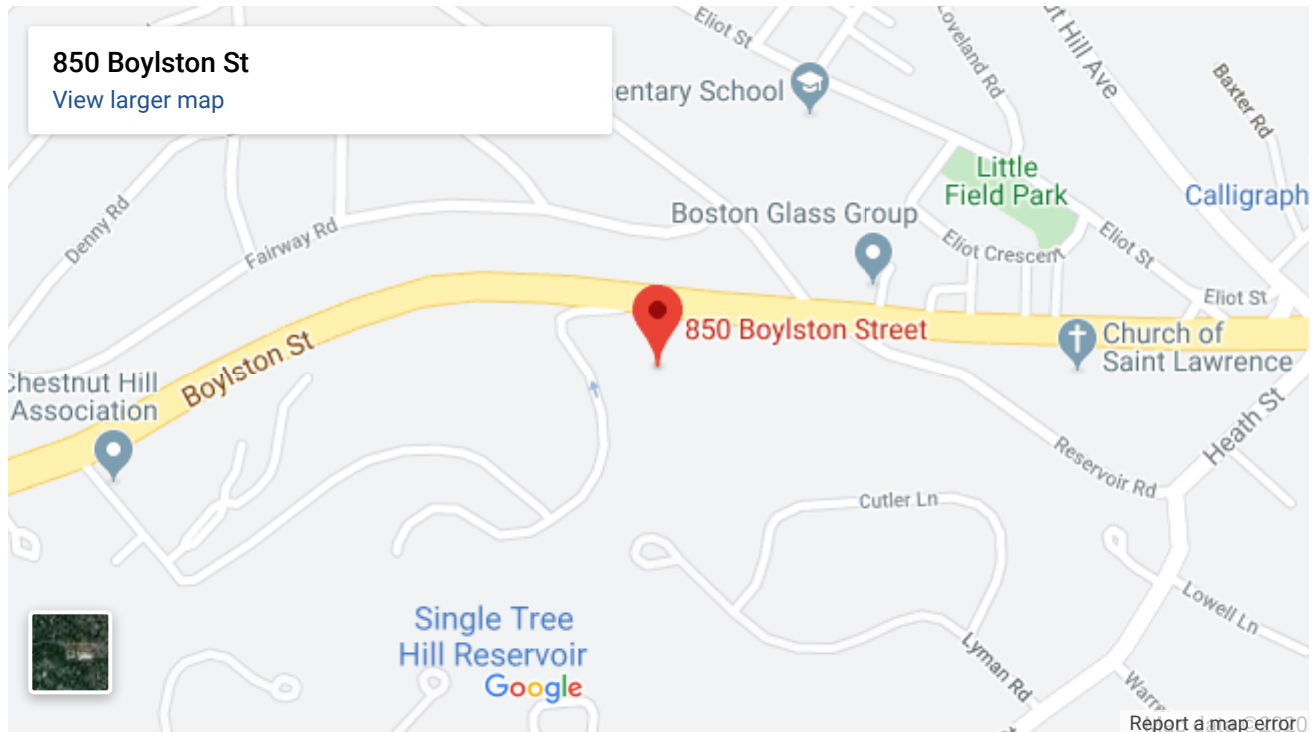 850 Boylston St
View larger map
Eliot St
Loveland Rd
ut Hill Ave
Baxter Rd
entary School
Little
Field Park
Calligraph
Denny Rd
Fairway Rd
Boston Glass Group
Eliot Crescent
Eliot St
Eliot St
850 Boylston Street
Church of
Saint Lawrence
Boylston St
Chestnut Hill
Association
Heath St
Reservoir Rd
Cutler Ln
Lowell Ln
Single Tree
Hill Reservoir
Google
Lyman Rd
Warre
Report a map error